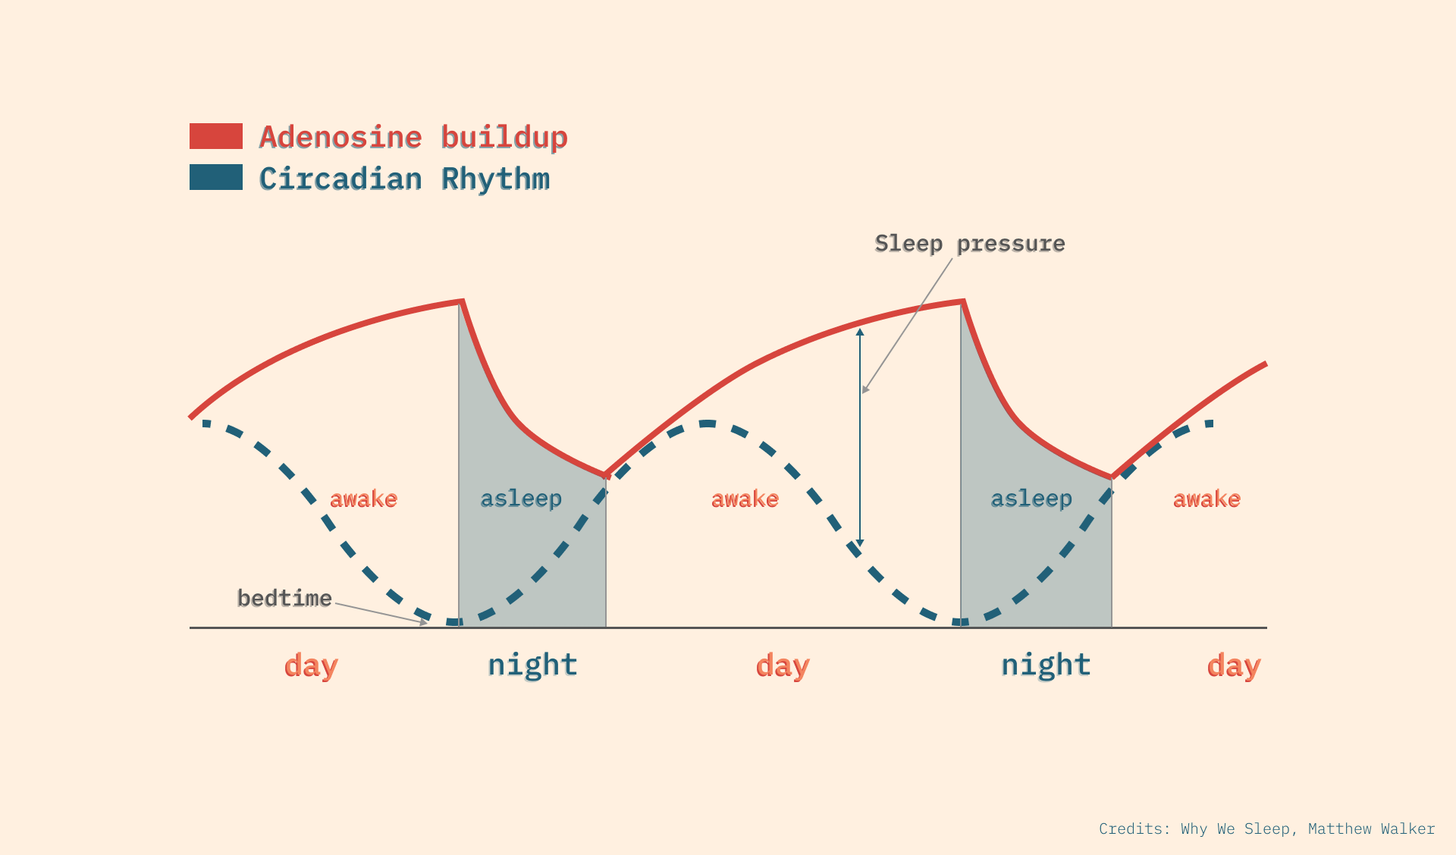 Adenosine buildup
Circadian Rhythm
Sleep pressure
awake
asleep
awake
asleep
awake
bedtime
day
night
day
night
day
Credits: Why We Sleep, Matthew Walker